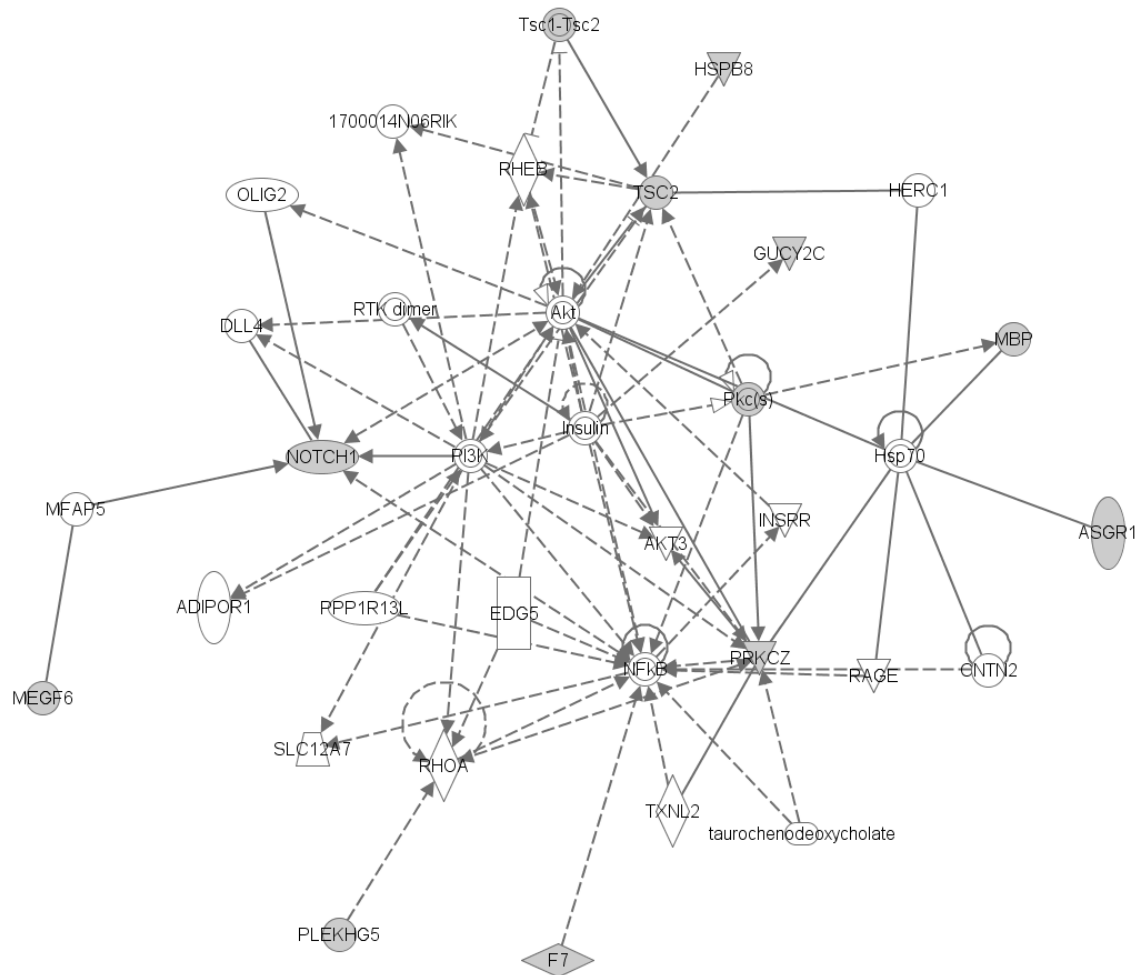 Tsc1-Tsc2
HSPB8
1700014N06RIK
RHEB
TSC2
HERC1
OLIG2
GUCY2C
RTK dimer
Akt
DLL4
MBP
Pkc(s)
Insulin
NOTCH1
PI3K
Hsp70
MFAP5
INSRR
ASGR1
AKT3
ADIPOR1
PPP1R13L
EDG5
PRKCZ
NFkB
RAGE
CNTN2
MEGF6
SLC12A7
RHOA
TXNL2
taurochenodeoxycholate
PLEKHG5
F7